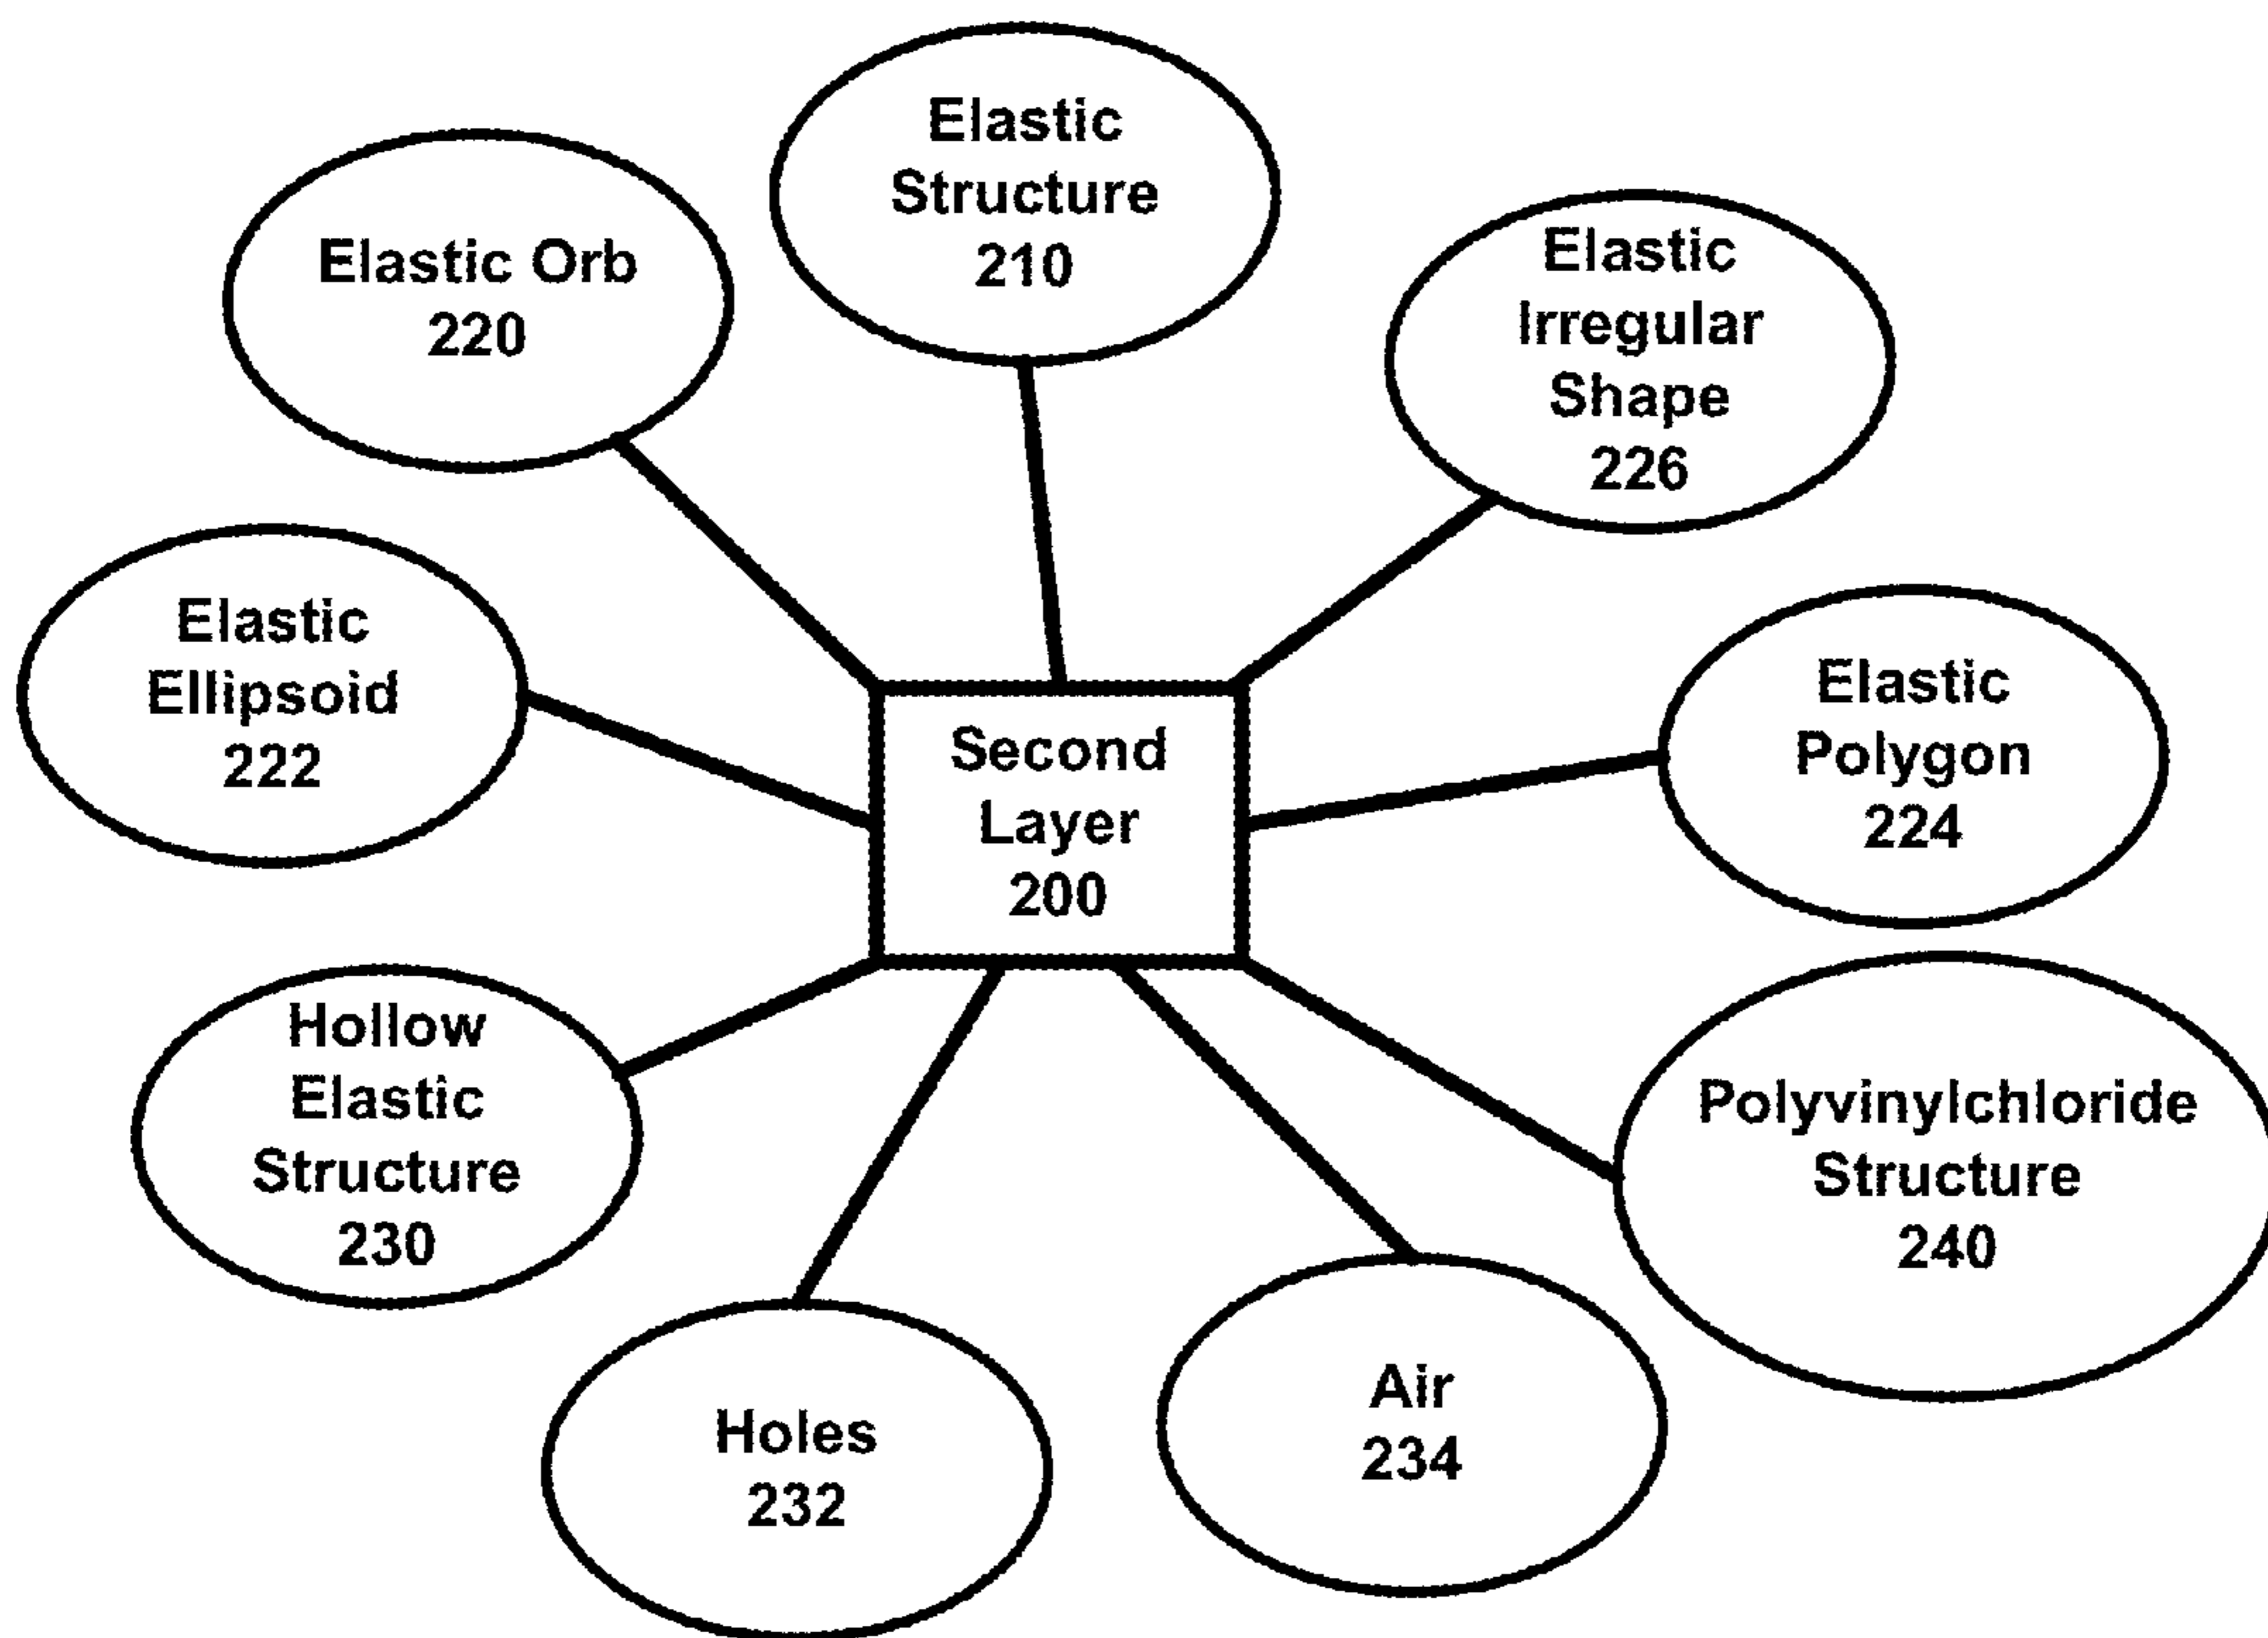 Elastic
Structure
210
Elastic Orb
220
Elastic
Irregular
Shape
226
Elastic
Ellipsoid
222
Elastic
Polygon
224
Second
Layer
200
Hollow
Elastic
Structure
230
Polyvinylchloride
Structure
240
Holes
232
Air
234